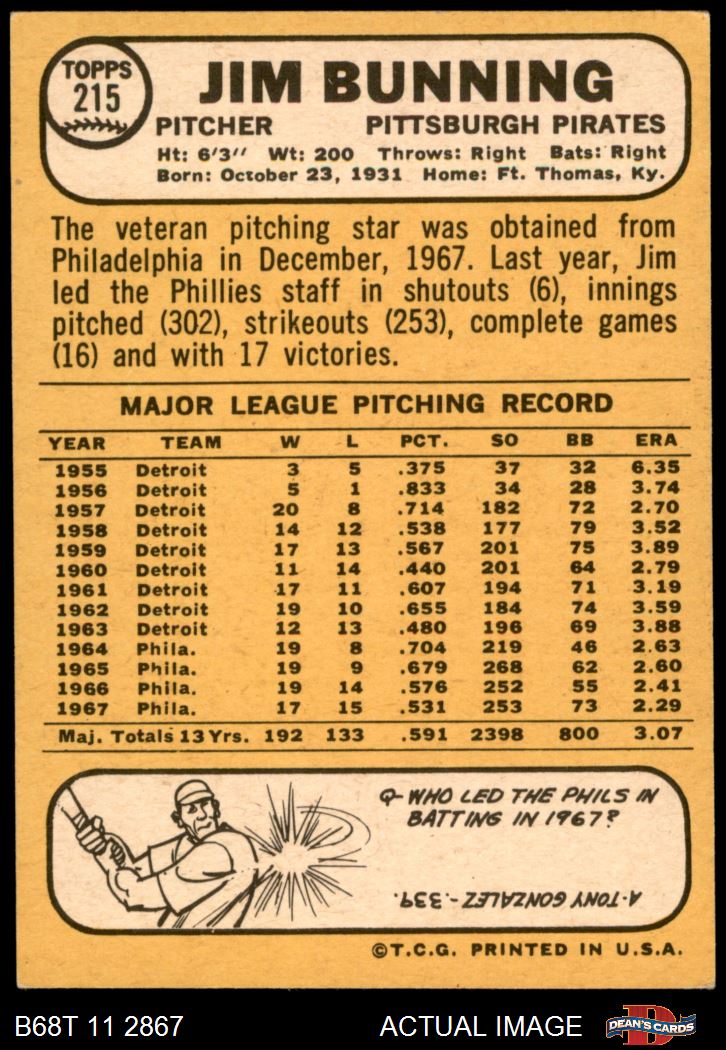 TOPPS
215
JIM BUNNING
PITCHER PITTSBURGH PIRATES
Ht: 6'3'' Wt: 200 Throws: Right Bats: Right
Born: October 23, 1931 Home: Ft. Thomas, Ky.
The veteran pitching star was obtained from
Philadelphia in December, 1967. Last year, Jim
led the Phillies staff in shutouts (6), innings
pitched (302), strikeouts (253), complete games
(16) and with 17 victories.
MAJOR LEAGUE PITCHING RECORD
YEAR TEAM W L PCT. SO BB ERA
1955 Detroit 3 5 .375 37 32 6.35
1956 Detroit 5 1 .833 34 28 3.74
1957 Detroit 20 8 .714 182 72 2.70
1958 Detroit 14 12 .538 177 79 3.52
1959 Detroit 17 13 .567 201 75 3.89
1960 Detroit 11 14 .440 201 64 2.79
1961 Detroit 17 11 .607 194 71 3.19
1962 Detroit 19 10 .655 184 74 3.59
1963 Detroit 12 13 .480 196 69 3.88
1964 Phila. 19 8 .704 219 46 2.63
1965 Phila. 19 9 .679 268 62 2.60
1966 Phila. 19 14 .576 252 55 2.41
1967 Phila. 17 15 .531 253 73 2.29
Maj. Totals 13 Yrs. 192 133 .591 2398 800 3.07
Q- WHO LED THE PHILS IN
BATTING IN 1967?
A-TONY GONZALEZ-.339.
©T.C.G. PRINTED IN U.S.A.
B68T 11 2867 ACTUAL IMAGE D DEAN'S CARDS